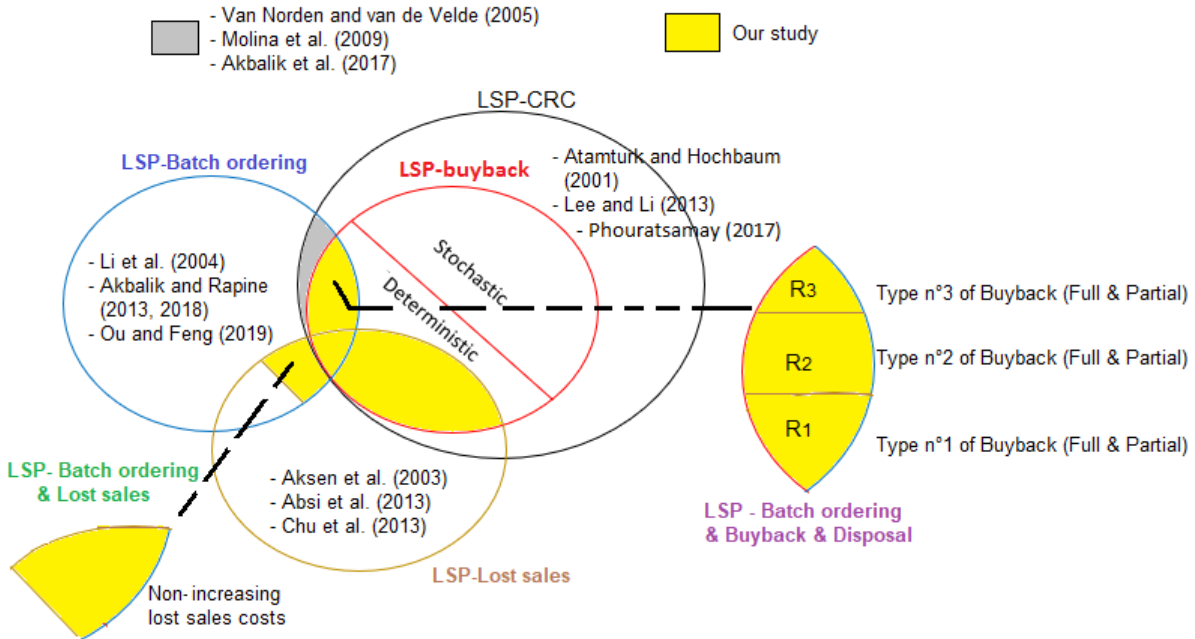 - Van Norden and van de Velde (2005)
- Molina et al. (2009)
- Akbalik et al. (2017)
Our study
LSP-CRC
LSP-Batch ordering
LSP-buyback
- Atamturk and Hochbaum
(2001)
- Lee and Li (2013)
- Phouratsamay (2017)
Stochastic
Deterministic
- Li et al. (2004)
- Akbalik and Rapine
(2013, 2018)
- Ou and Feng (2019)
R3
Type n°3 of Buyback (Full & Partial)
R2
Type n°2 of Buyback (Full & Partial)
R1
Type n°1 of Buyback (Full & Partial)
LSP - Batch ordering
& Buyback & Disposal
LSP- Batch ordering
& Lost sales
- Aksen et al. (2003)
- Absi et al. (2013)
- Chu et al. (2013)
LSP-Lost sales
Non-increasing
lost sales costs